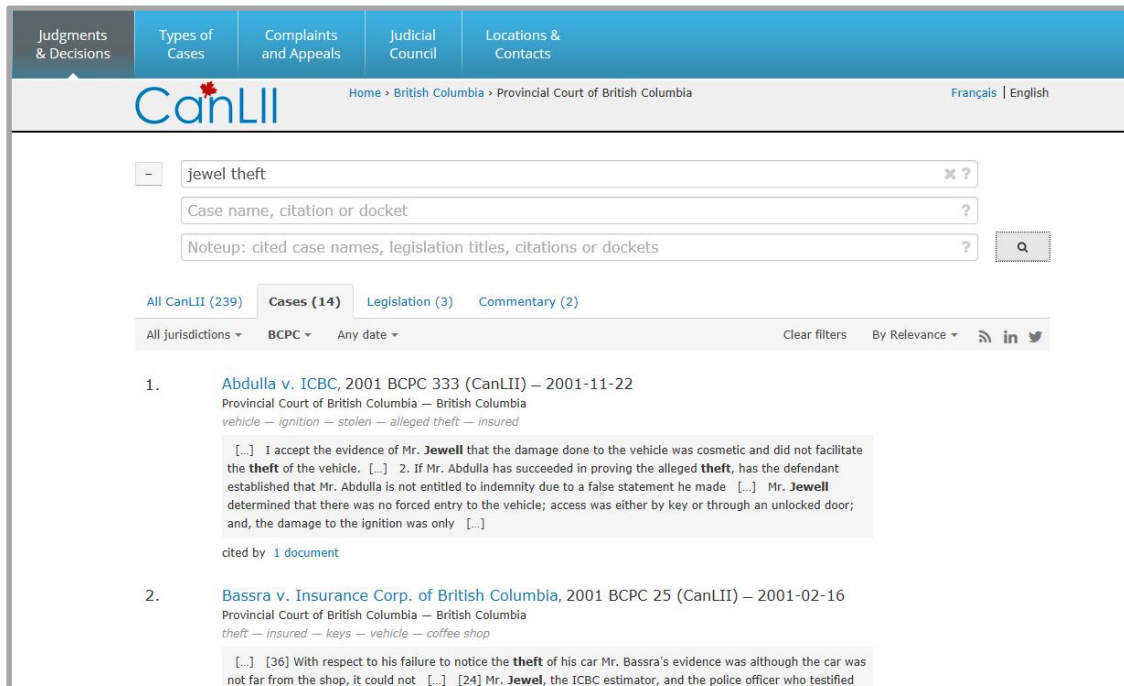 Judgments & Decisions
Types of Cases
Complaints and Appeals
Judicial Council
Locations & Contacts
CanLII
Home › British Columbia › Provincial Court of British Columbia
Français | English
– jewel theft ✖ ?
Case name, citation or docket ?
Noteup: cited case names, legislation titles, citations or dockets ?
All CanLII (239) Cases (14) Legislation (3) Commentary (2)
All jurisdictions BCPC Any date Clear filters By Relevance in
1. Abdulla v. ICBC, 2001 BCPC 333 (CanLII) – 2001-11-22
Provincial Court of British Columbia — British Columbia
vehicle — ignition — stolen — alleged theft — insured
[...] I accept the evidence of Mr. Jewell that the damage done to the vehicle was cosmetic and did not facilitate
the theft of the vehicle. [...] 2. If Mr. Abdulla has succeeded in proving the alleged theft, has the defendant
established that Mr. Abdulla is not entitled to indemnity due to a false statement he made [...] Mr. Jewell
determined that there was no forced entry to the vehicle; access was either by key or through an unlocked door;
and, the damage to the ignition was only [...]
cited by 1 document
2. Bassra v. Insurance Corp. of British Columbia, 2001 BCPC 25 (CanLII) – 2001-02-16
Provincial Court of British Columbia — British Columbia
theft — insured — keys — vehicle — coffee shop
[...] [36] With respect to his failure to notice the theft of his car Mr. Bassra's evidence was although the car was
not far from the shop, it could not [...] [24] Mr. Jewel, the ICBC estimator, and the police officer who testified